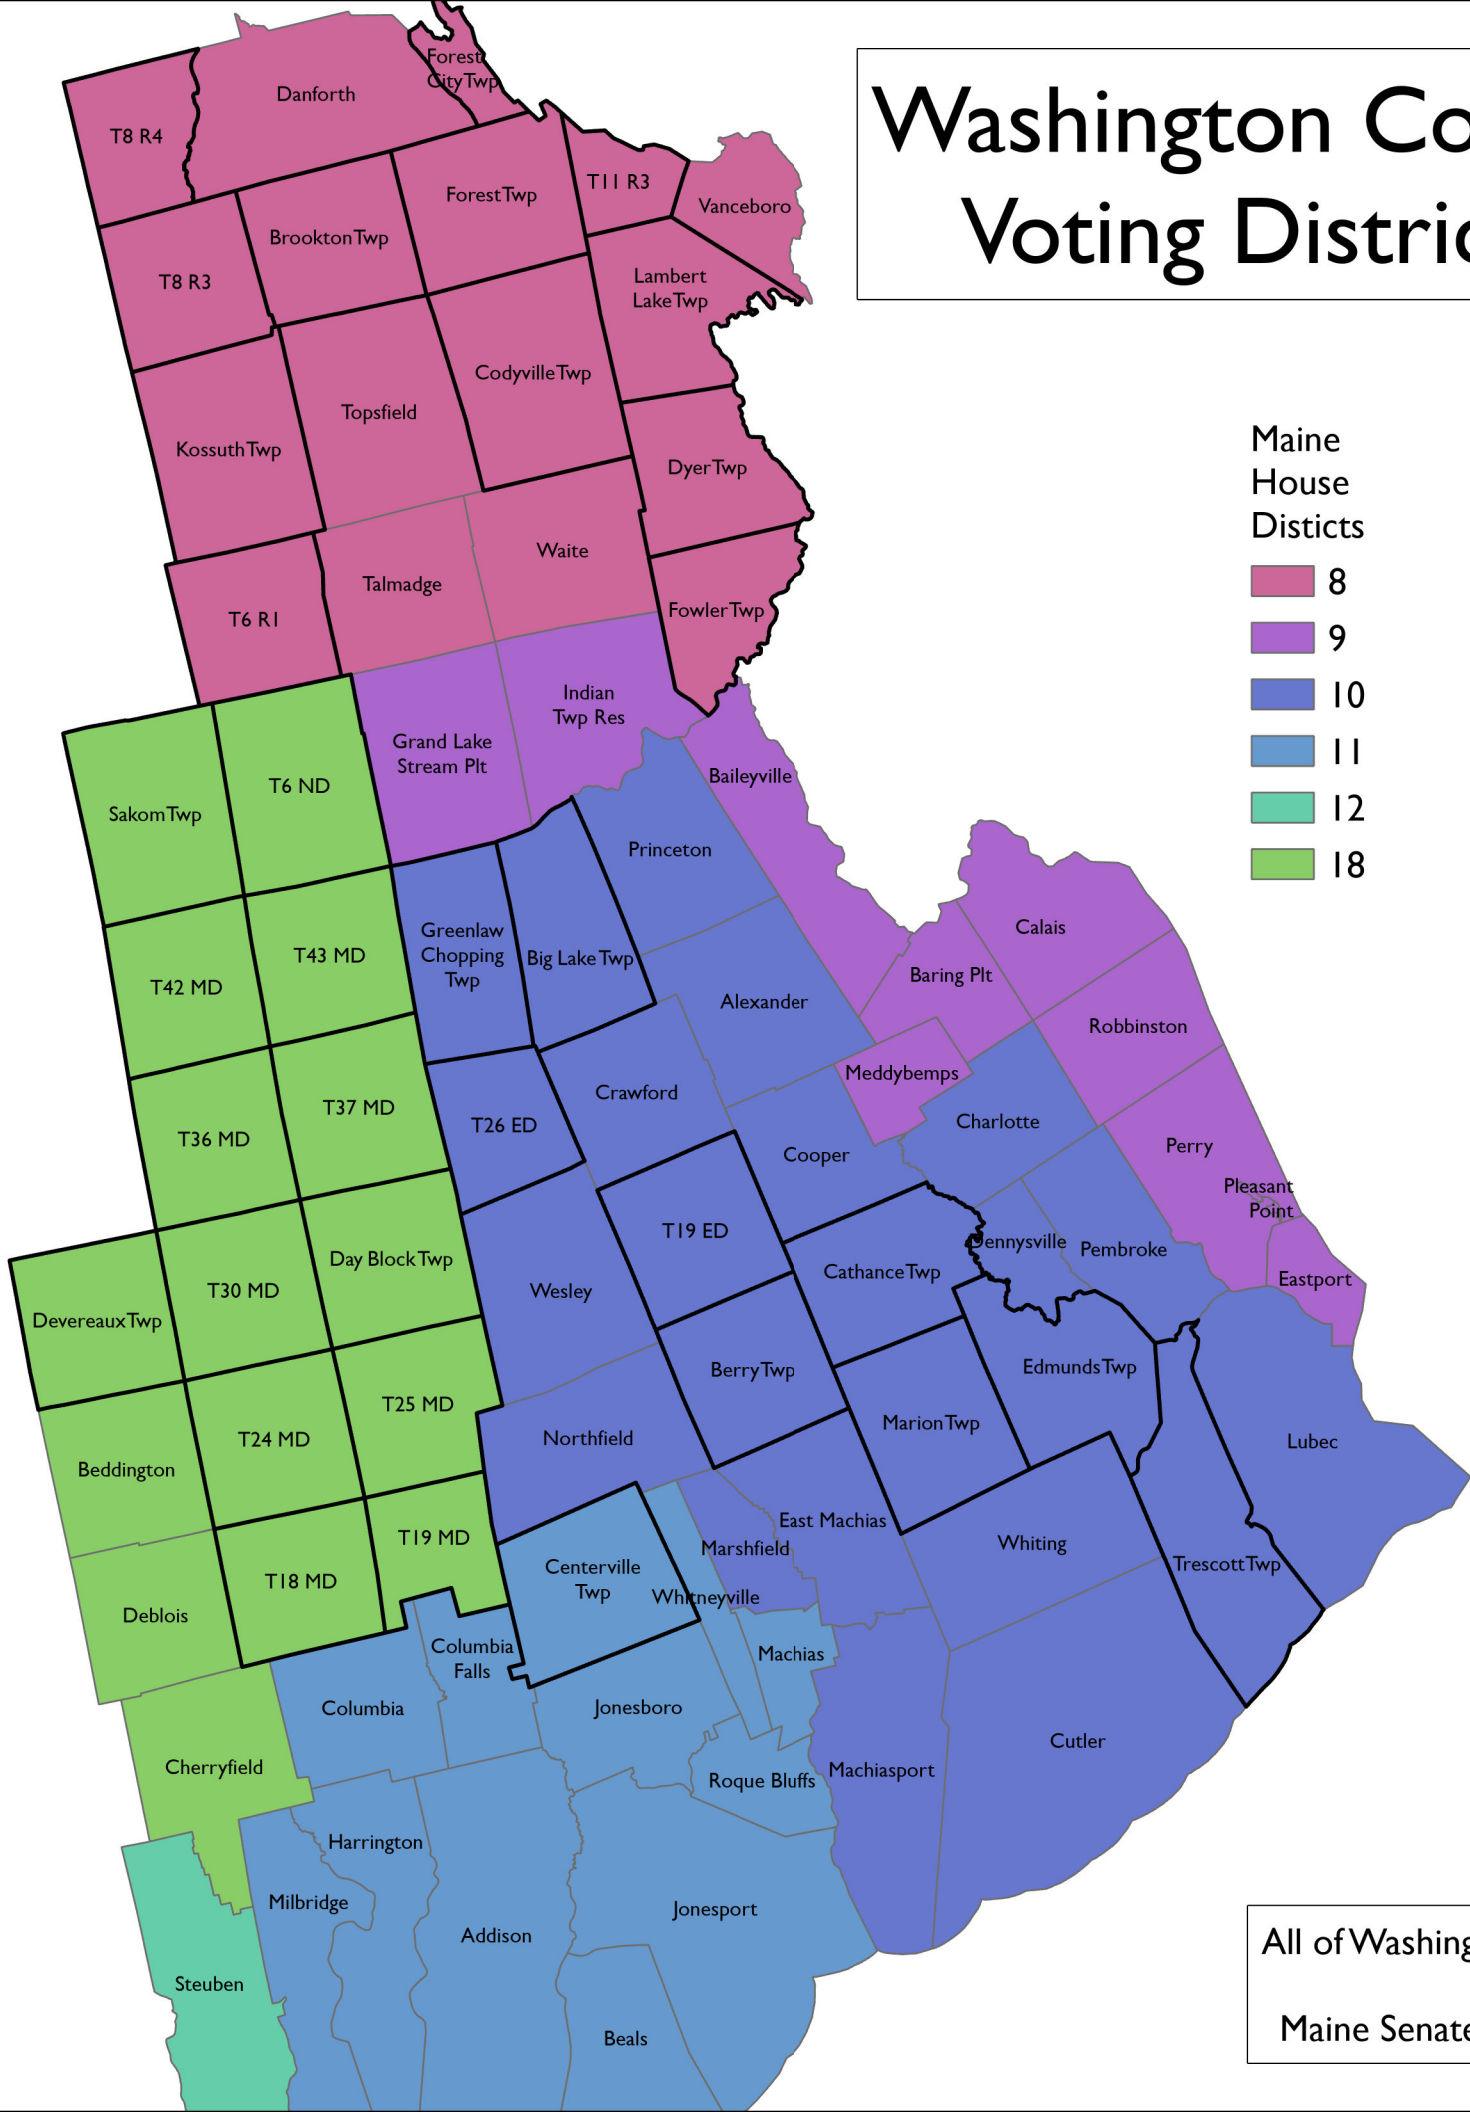 Washington Co
Voting Distric
Forest
City Twp
Danforth
T8 R4
T11 R3
Forest Twp
Vanceboro
Brookton Twp
T8 R3
Lambert
Lake Twp
Codyville Twp
Topsfield
Kossuth Twp
Dyer Twp
Waite
Talmadge
Fowler Twp
T6 R1
Maine
House
Disticts
8
9
10
11
12
18
Indian
Twp Res
Grand Lake
Stream Plt
Baileyville
T6 ND
Sakom Twp
Princeton
Calais
Greenlaw
Chopping
Twp
Big Lake Twp
T43 MD
Baring Plt
T42 MD
Alexander
Robbinston
Meddybemps
Crawford
T37 MD
Charlotte
T26 ED
T36 MD
Perry
Cooper
Pleasant
Point
T19 ED
Dennysville
Pembroke
Day Block Twp
Cathance Twp
Eastport
T30 MD
Wesley
Devereaux Twp
Edmunds Twp
Berry Twp
T25 MD
Marion Twp
Northfield
T24 MD
Lubec
Beddington
East Machias
T19 MD
Whiting
Marshfield
Trescott Twp
Centerville
Twp
T18 MD
Whitneyville
Deblois
Columbia
Falls
Machias
Columbia
Jonesboro
Cutler
Cherryfield
Machiasport
Roque Bluffs
Harrington
Milbridge
Jonesport
Addison
Steuben
Beals
All of Washing
Maine Senate